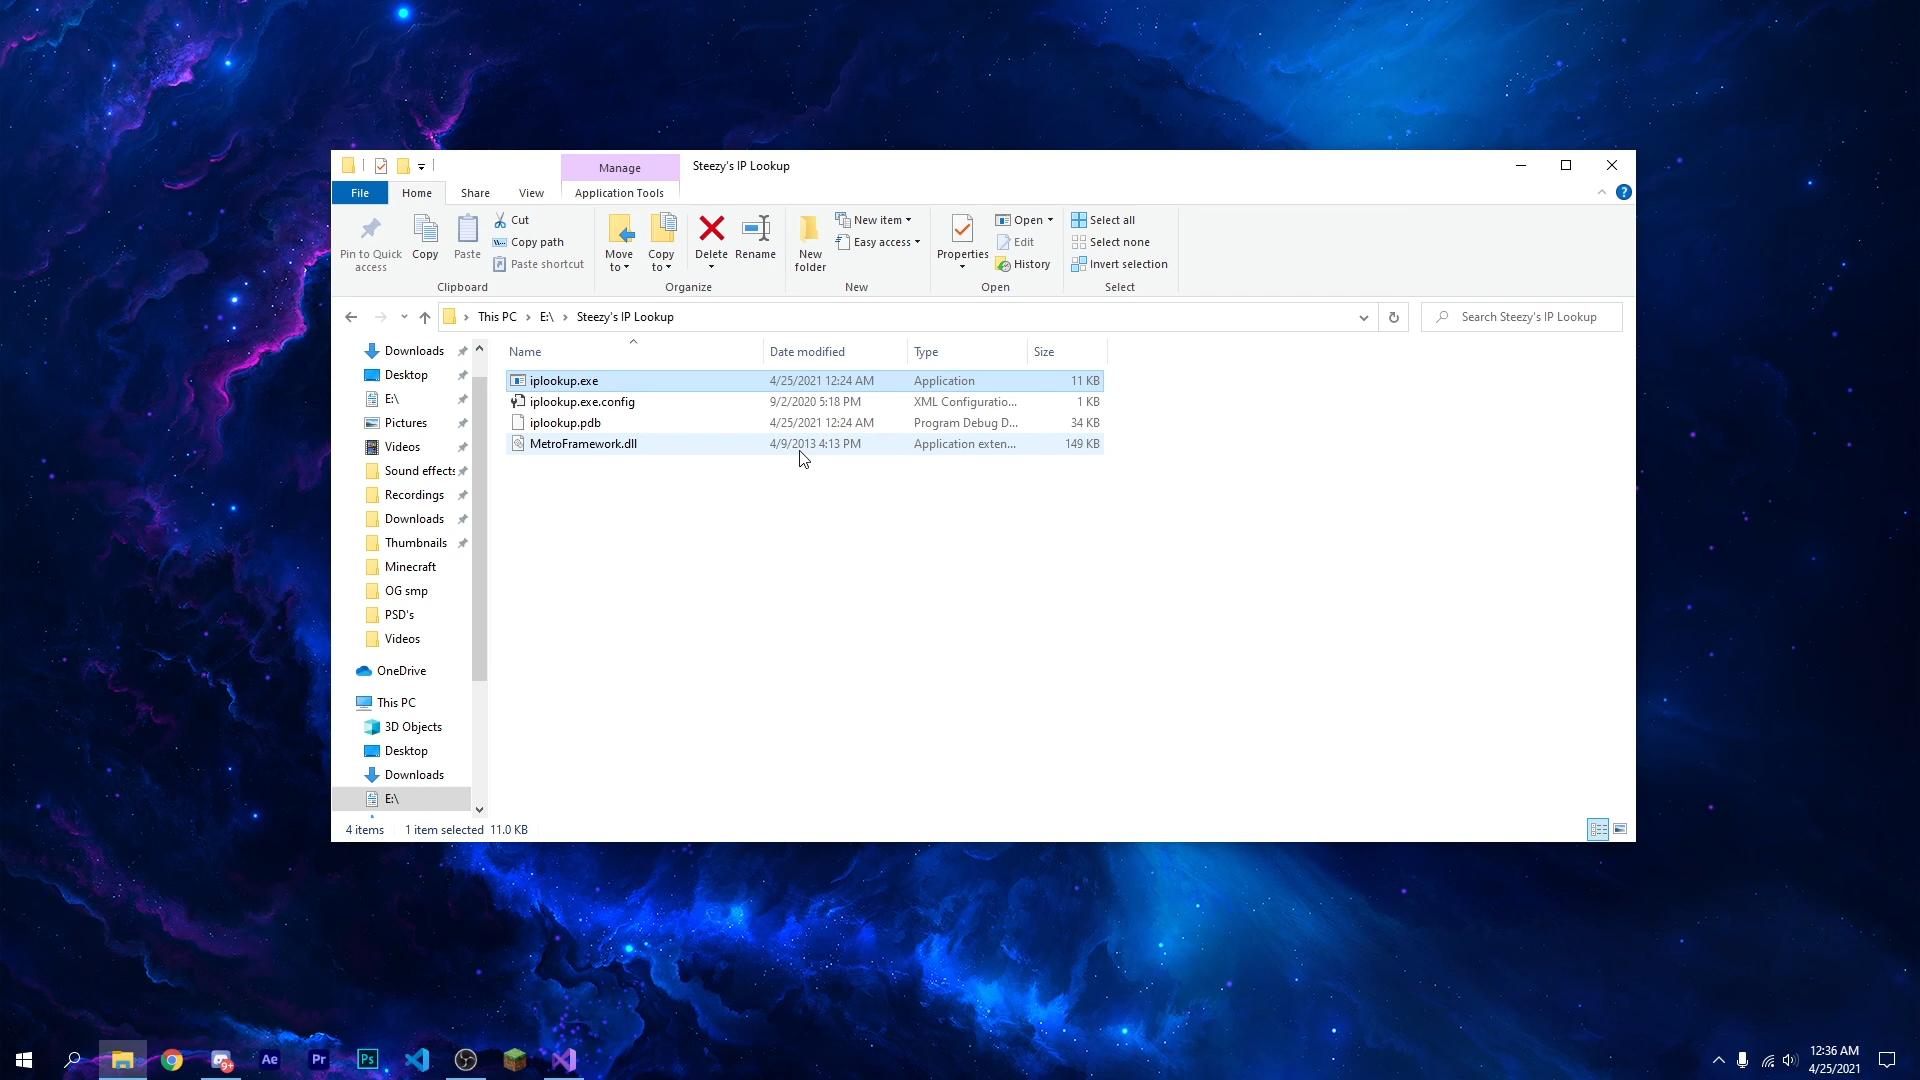 Manage
Steezy's IP Lookup
File
Home
Share
View
Application Tools
Pin to Quick access
Copy
Paste
Cut
Copy path
Paste shortcut
Clipboard
Move to
Copy to
Delete
Rename
Organize
New folder
New item
Easy access
New
Properties
Open
Edit
History
Open
Select all
Select none
Invert selection
Select
This PC
E:\
Steezy's IP Lookup
Search Steezy's IP Lookup
Downloads
Desktop
E:\
Pictures
Videos
Sound effects
Recordings
Downloads
Thumbnails
Minecraft
OG smp
PSD's
Videos
OneDrive
This PC
3D Objects
Desktop
Downloads
E:\
Name Date modified Type Size
iplookup.exe 4/25/2021 12:24 AM Application 11 KB
iplookup.exe.config 9/2/2020 5:18 PM XML Configuratio... 1 KB
iplookup.pdb 4/25/2021 12:24 AM Program Debug D... 34 KB
MetroFramework.dll 4/9/2013 4:13 PM Application exten... 149 KB
4 items 1 item selected 11.0 KB
9+
Ae
Pr
Ps
12:36 AM
4/25/2021